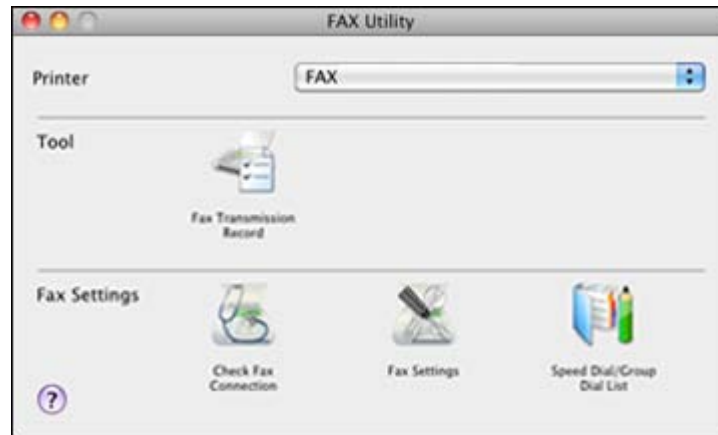 FAX Utility
Printer
FAX
Tool
Fax Transmission
Record
Fax Settings
Check Fax
Connection
Fax Settings
Speed Dial/Group
Dial List
?